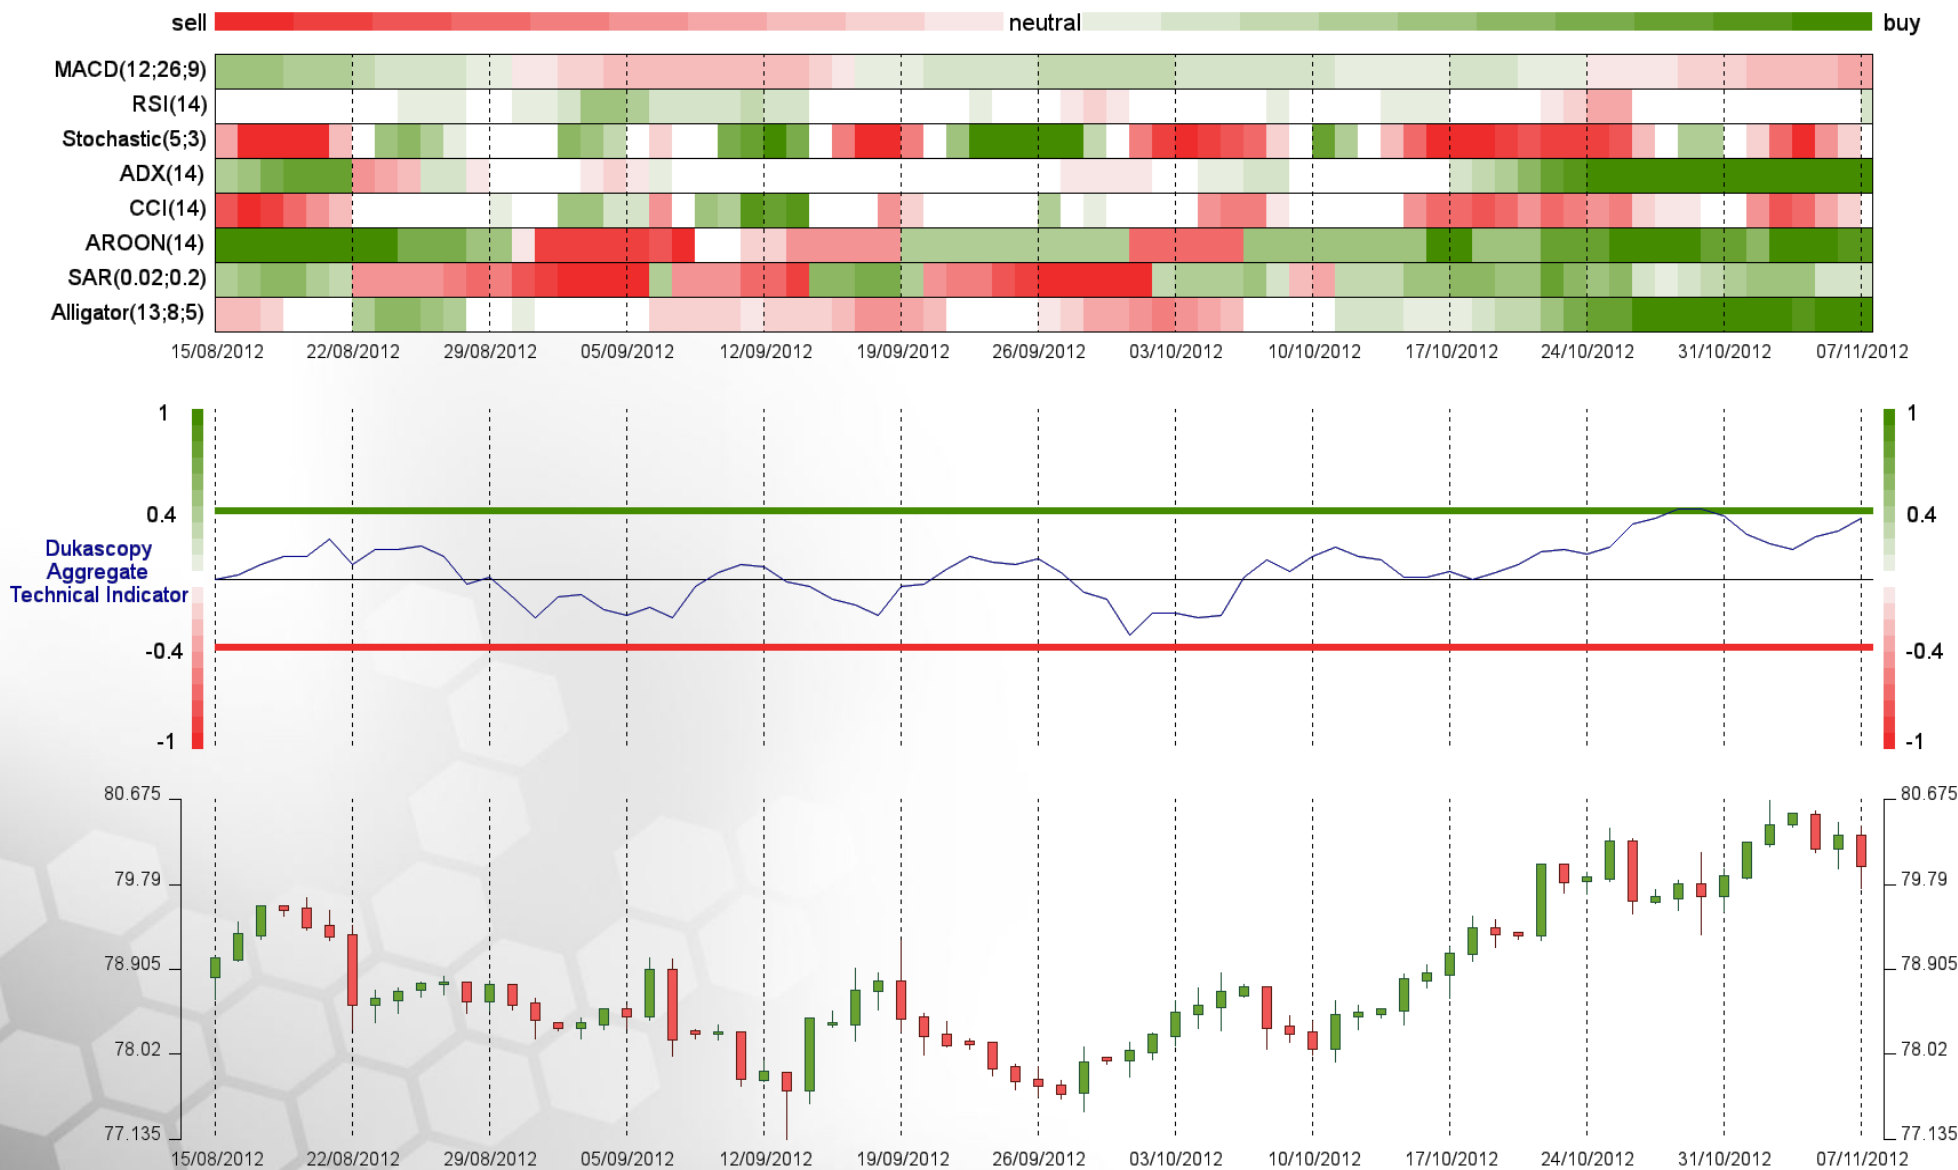 sell neutral buy
MACD(12;26;9)
RSI(14)
Stochastic(5;3)
ADX(14)
CCI(14)
AROON(14)
SAR(0.02;0.2)
Alligator(13;8;5)
15/08/2012 22/08/2012 29/08/2012 05/09/2012 12/09/2012 19/09/2012 26/09/2012 03/10/2012 10/10/2012 17/10/2012 24/10/2012 31/10/2012 07/11/2012
1 1
0.4 0.4
Dukascopy
Aggregate
Technical Indicator
-0.4 -0.4
-1 -1
80.675 80.675
79.79 79.79
78.905 78.905
78.02 78.02
77.135 77.135
15/08/2012 22/08/2012 29/08/2012 05/09/2012 12/09/2012 19/09/2012 26/09/2012 03/10/2012 10/10/2012 17/10/2012 24/10/2012 31/10/2012 07/11/2012